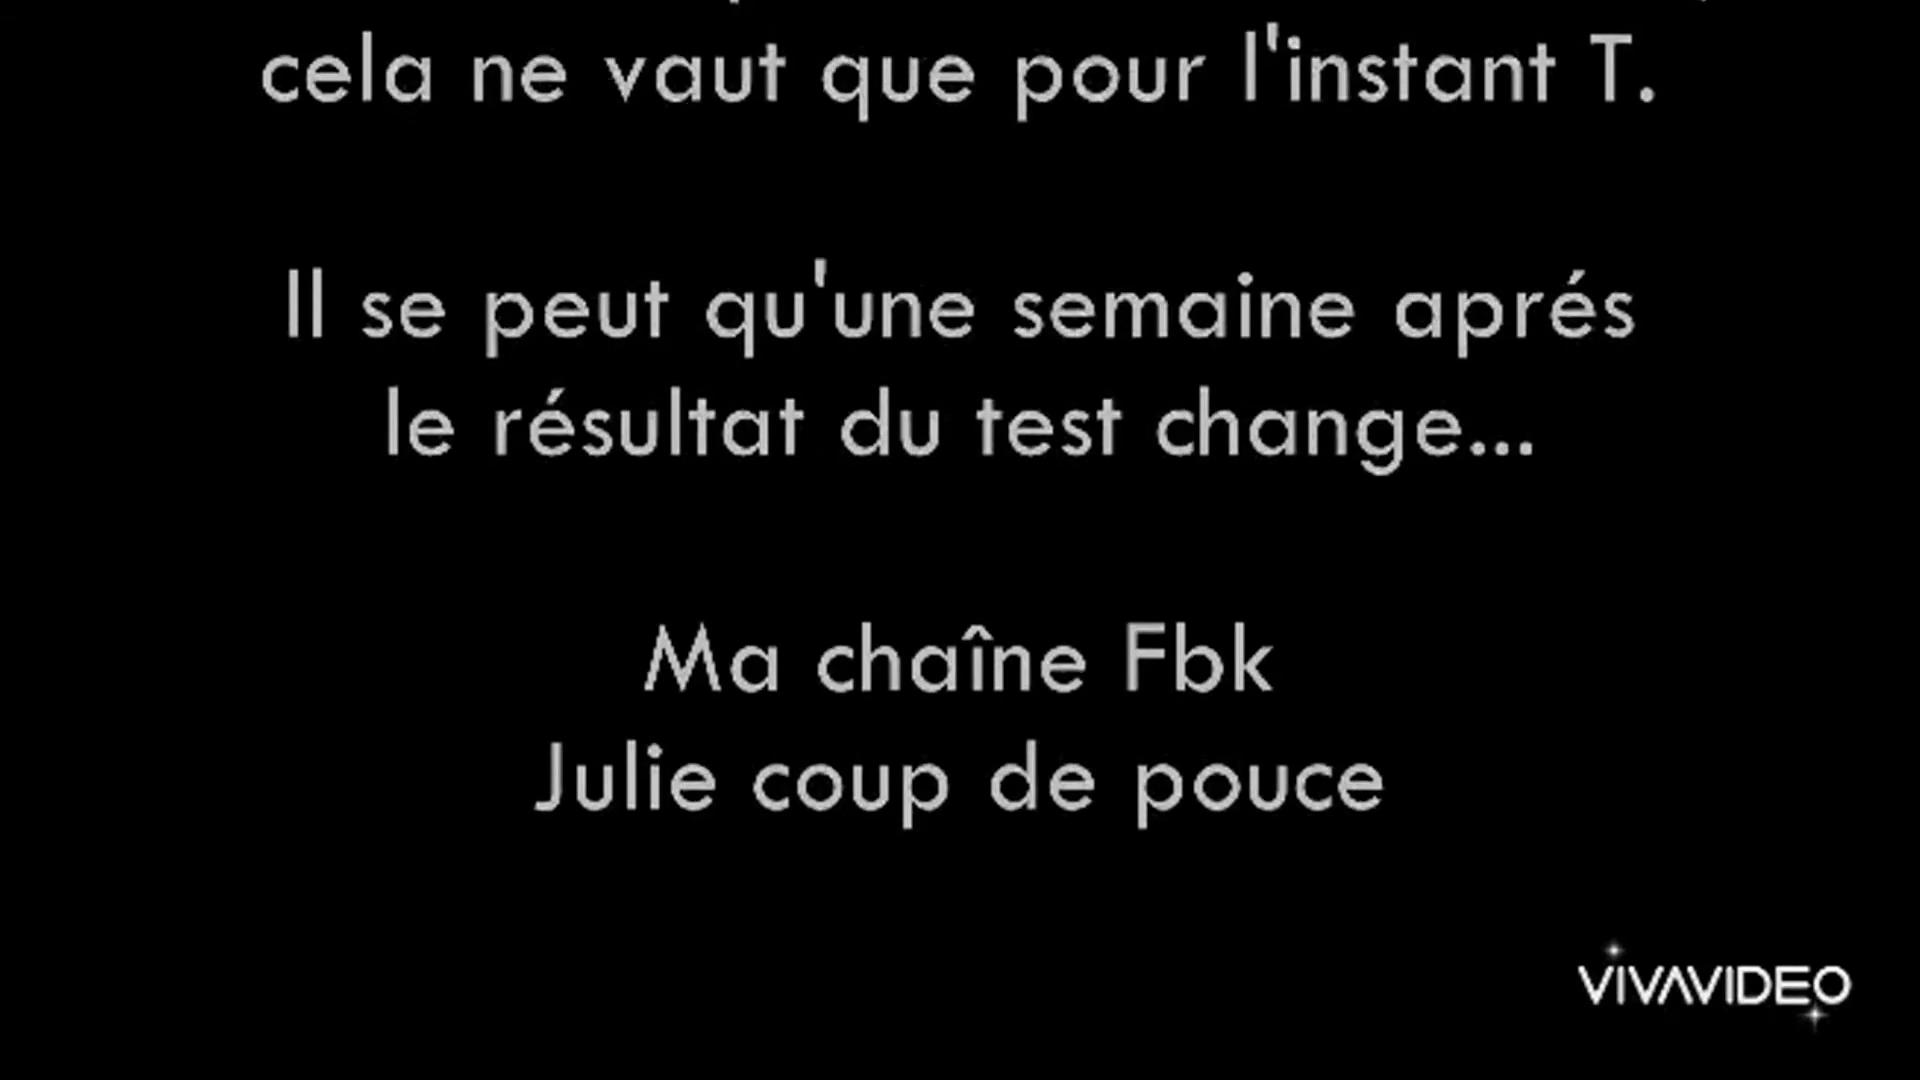 cela ne vaut que pour l'instant T.
Il se peut qu'une semaine aprés
le résultat du test change...
Ma chaîne Fbk
Julie coup de pouce
VIVAVIDEO